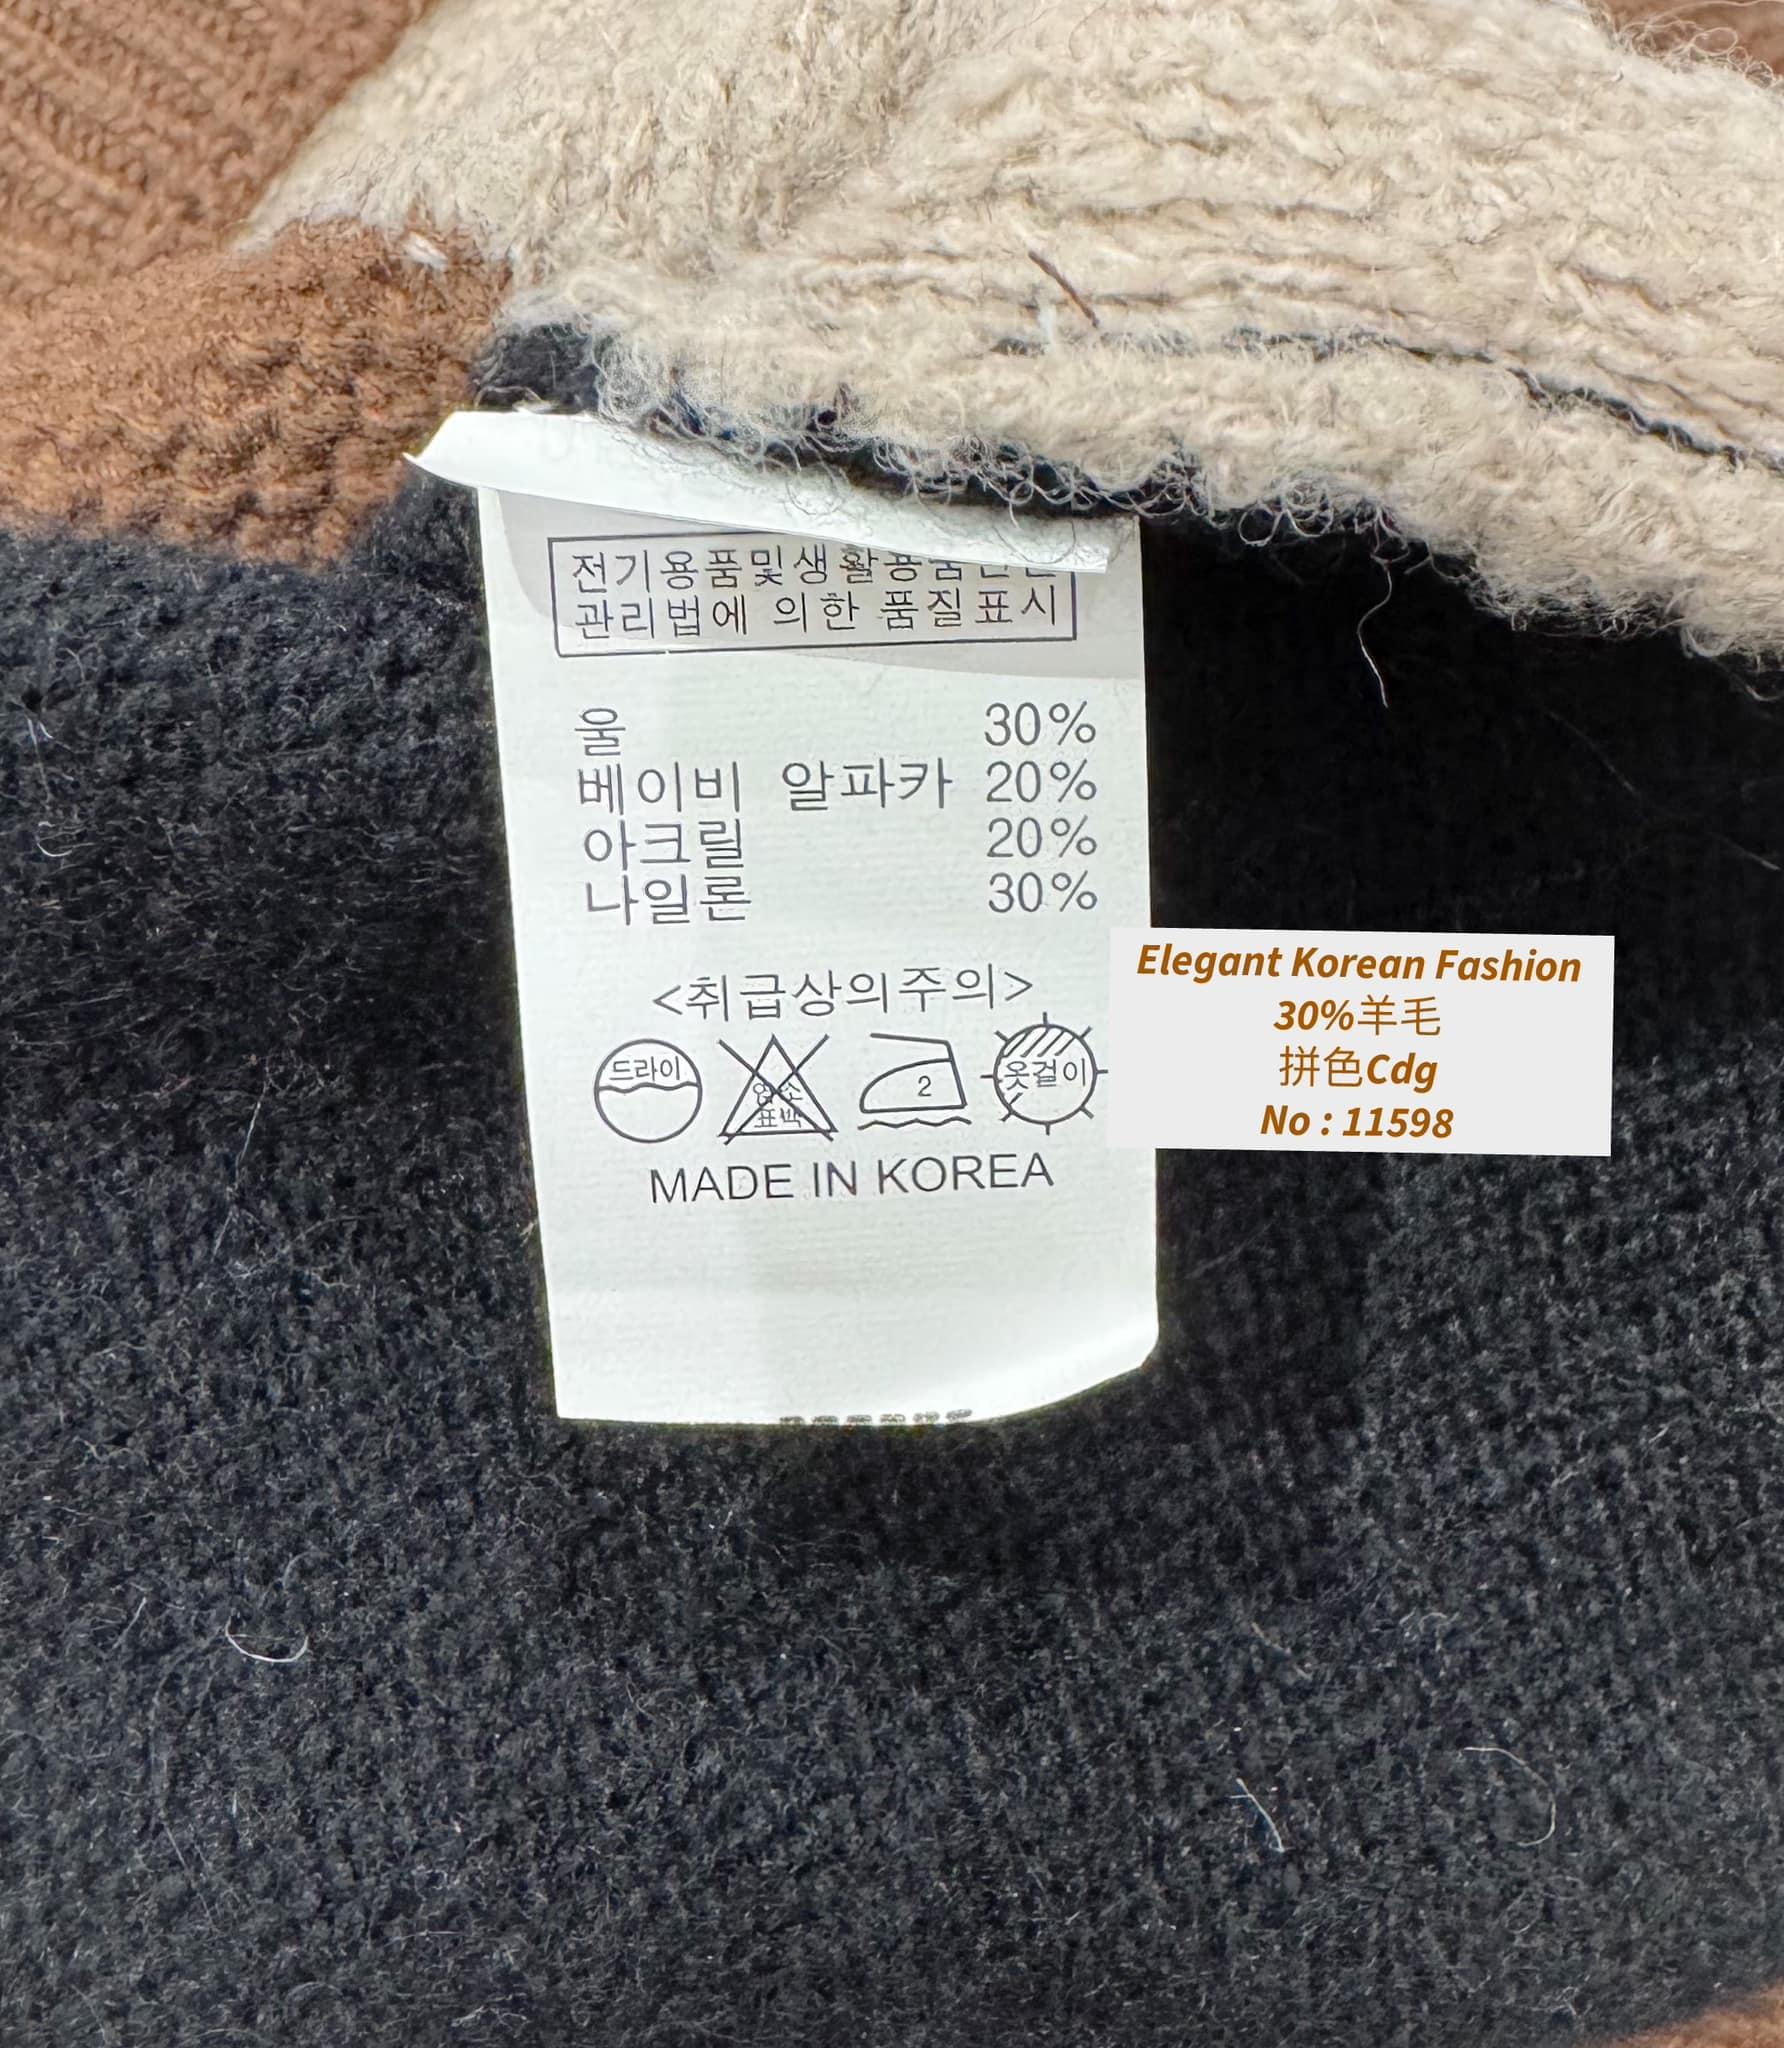 전기용품및생활용품안전
관리법에 의한 품질표시
울 30%
베이비 알파카 20%
아크릴 20%
나일론 30%
<취급상의주의>
드라이
염소
표백
2
옷걸이
MADE IN KOREA
Elegant Korean Fashion
30%羊毛
拼色Cdg
No : 11598